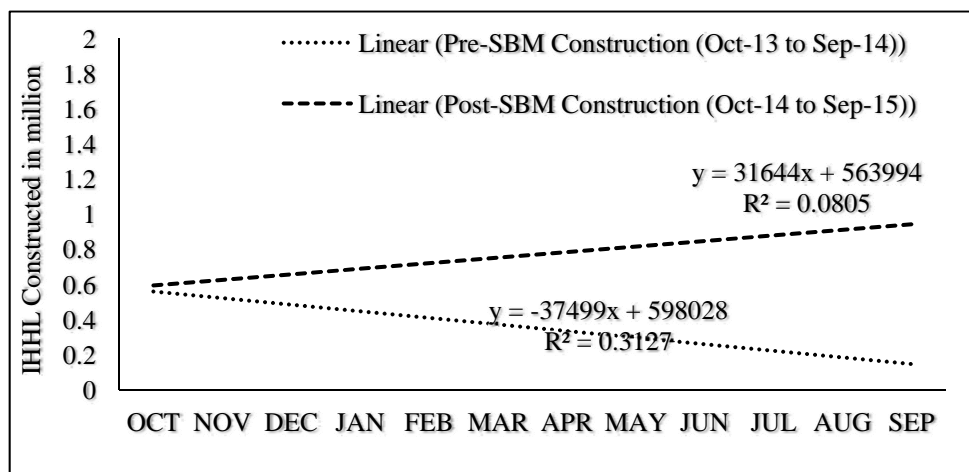 2
1.8
1.6
1.4
1.2
1
0.8
0.6
0.4
0.2
0
IHHL Constructed in million
Linear (Pre-SBM Construction (Oct-13 to Sep-14))
Linear (Post-SBM Construction (Oct-14 to Sep-15))
y = 31644x + 563994
R² = 0.0805
y = -37499x + 598028
R² = 0.3127
OCT NOV DEC JAN FEB MAR APR MAY JUN JUL AUG SEP